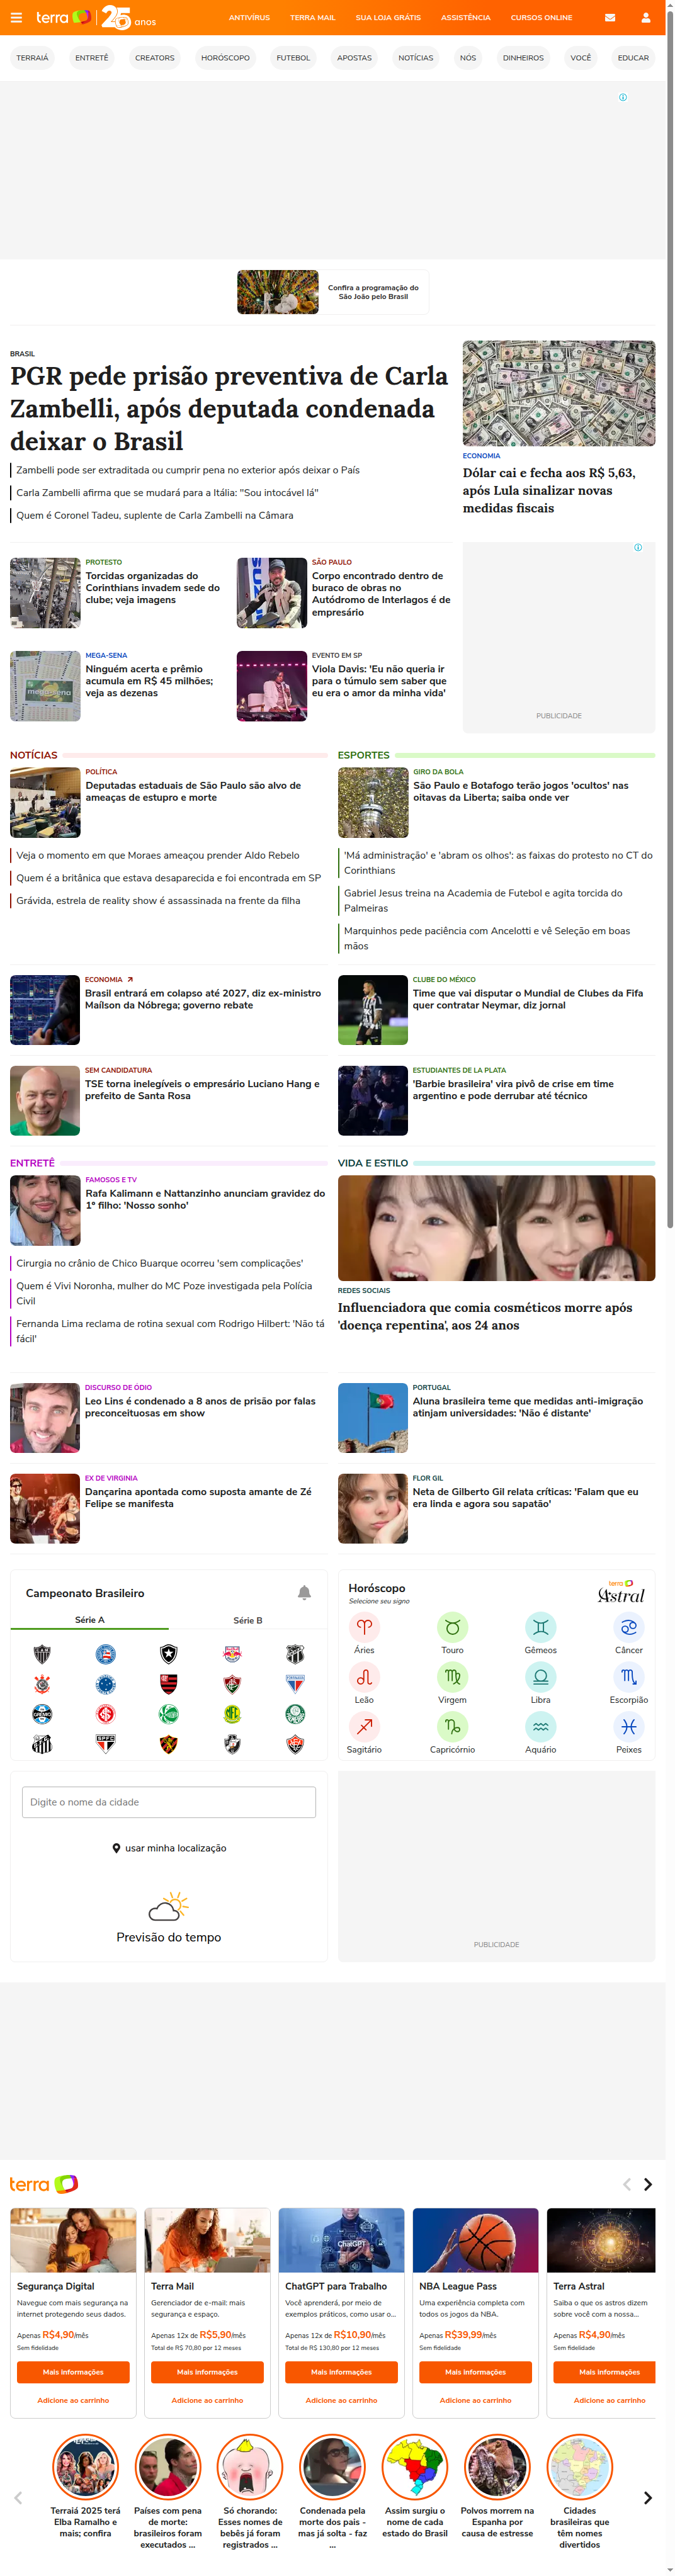 terra 25 anos
ANTIVÍRUS TERRA MAIL SUA LOJA GRÁTIS ASSISTÊNCIA CURSOS ONLINE
TERRAIÁ ENTRETÊ CREATORS HORÓSCOPO FUTEBOL APOSTAS NOTÍCIAS NÓS DINHEIROS VOCÊ EDUCAR
Confira a programação do
São João pelo Brasil
BRASIL
PGR pede prisão preventiva de Carla
Zambelli, após deputada condenada
deixar o Brasil
Zambelli pode ser extraditada ou cumprir pena no exterior após deixar o País
Carla Zambelli afirma que se mudará para a Itália: "Sou intocável lá"
Quem é Coronel Tadeu, suplente de Carla Zambelli na Câmara
ECONOMIA
Dólar cai e fecha aos R$ 5,63,
após Lula sinalizar novas
medidas fiscais
PROTESTO
Torcidas organizadas do
Corinthians invadem sede do
clube; veja imagens
SÃO PAULO
Corpo encontrado dentro de
buraco de obras no
Autódromo de Interlagos é de
empresário
MEGA-SENA
Ninguém acerta e prêmio
acumula em R$ 45 milhões;
veja as dezenas
EVENTO EM SP
Viola Davis: 'Eu não queria ir
para o túmulo sem saber que
eu era o amor da minha vida'
PUBLICIDADE
NOTÍCIAS
POLÍTICA
Deputadas estaduais de São Paulo são alvo de
ameaças de estupro e morte
Veja o momento em que Moraes ameaçou prender Aldo Rebelo
Quem é a britânica que estava desaparecida e foi encontrada em SP
Grávida, estrela de reality show é assassinada na frente da filha
ESPORTES
GIRO DA BOLA
São Paulo e Botafogo terão jogos 'ocultos' nas
oitavas da Liberta; saiba onde ver
'Má administração' e 'abram os olhos': as faixas do protesto no CT do
Corinthians
Gabriel Jesus treina na Academia de Futebol e agita torcida do
Palmeiras
Marquinhos pede paciência com Ancelotti e vê Seleção em boas
mãos
ECONOMIA
Brasil entrará em colapso até 2027, diz ex-ministro
Maílson da Nóbrega; governo rebate
CLUBE DO MÉXICO
Time que vai disputar o Mundial de Clubes da Fifa
quer contratar Neymar, diz jornal
SEM CANDIDATURA
TSE torna inelegíveis o empresário Luciano Hang e
prefeito de Santa Rosa
ESTUDIANTES DE LA PLATA
'Barbie brasileira' vira pivô de crise em time
argentino e pode derrubar até técnico
ENTRETÊ
FAMOSOS E TV
Rafa Kalimann e Nattanzinho anunciam gravidez do
1º filho: 'Nosso sonho'
Cirurgia no crânio de Chico Buarque ocorreu 'sem complicações'
Quem é Vivi Noronha, mulher do MC Poze investigada pela Polícia
Civil
Fernanda Lima reclama de rotina sexual com Rodrigo Hilbert: 'Não tá
fácil'
VIDA E ESTILO
REDES SOCIAIS
Influenciadora que comia cosméticos morre após
'doença repentina', aos 24 anos
DISCURSO DE ÓDIO
Leo Lins é condenado a 8 anos de prisão por falas
preconceituosas em show
PORTUGAL
Aluna brasileira teme que medidas anti-imigração
atinjam universidades: 'Não é distante'
EX DE VIRGINIA
Dançarina apontada como suposta amante de Zé
Felipe se manifesta
FLOR GIL
Neta de Gilberto Gil relata críticas: 'Falam que eu
era linda e agora sou sapatão'
Campeonato Brasileiro
Série A Série B
Horóscopo
Selecione seu signo
terra
Astral
Áries Touro Gêmeos Câncer
Leão Virgem Libra Escorpião
Sagitário Capricórnio Aquário Peixes
Digite o nome da cidade
usar minha localização
Previsão do tempo
PUBLICIDADE
terra
Segurança Digital
Navegue com mais segurança na
internet protegendo seus dados.
Apenas R$4,90/mês
Sem fidelidade
Mais informações
Adicione ao carrinho
Terra Mail
Gerenciador de e-mail: mais
segurança e espaço.
Apenas 12x de R$5,90/mês
Total de R$ 70,80 por 12 meses
Mais informações
Adicione ao carrinho
ChatGPT
ChatGPT para Trabalho
Você aprenderá, por meio de
exemplos práticos, como usar o...
Apenas 12x de R$10,90/mês
Total de R$ 130,80 por 12 meses
Mais informações
Adicione ao carrinho
NBA League Pass
Uma experiência completa com
todos os jogos da NBA.
Apenas R$39,99/mês
Sem fidelidade
Mais informações
Adicione ao carrinho
Terra Astral
Saiba o que os astros dizem
sobre você com a nossa...
Apenas R$4,90/mês
Sem fidelidade
Mais informações
Adicione ao carrinho
Terraiá 2025 terá
Elba Ramalho e
mais; confira
Países com pena
de morte:
brasileiros foram
executados ...
Só chorando:
Esses nomes de
bebês já foram
registrados ...
Condenada pela
morte dos pais -
mas já solta - faz
...
Assim surgiu o
nome de cada
estado do Brasil
Polvos morrem na
Espanha por
causa de estresse
Cidades
brasileiras que
têm nomes
divertidos